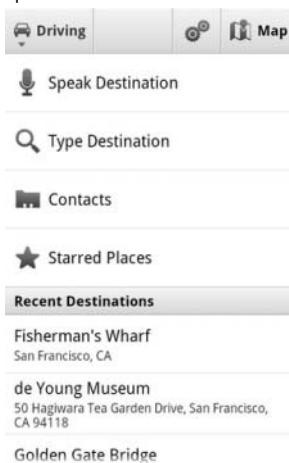 Driving
Map
Speak Destination
Type Destination
Contacts
Starred Places
Recent Destinations
Fisherman's Wharf
San Francisco, CA
de Young Museum
50 Hagiwara Tea Garden Drive, San Francisco,
CA 94118
Golden Gate Bridge